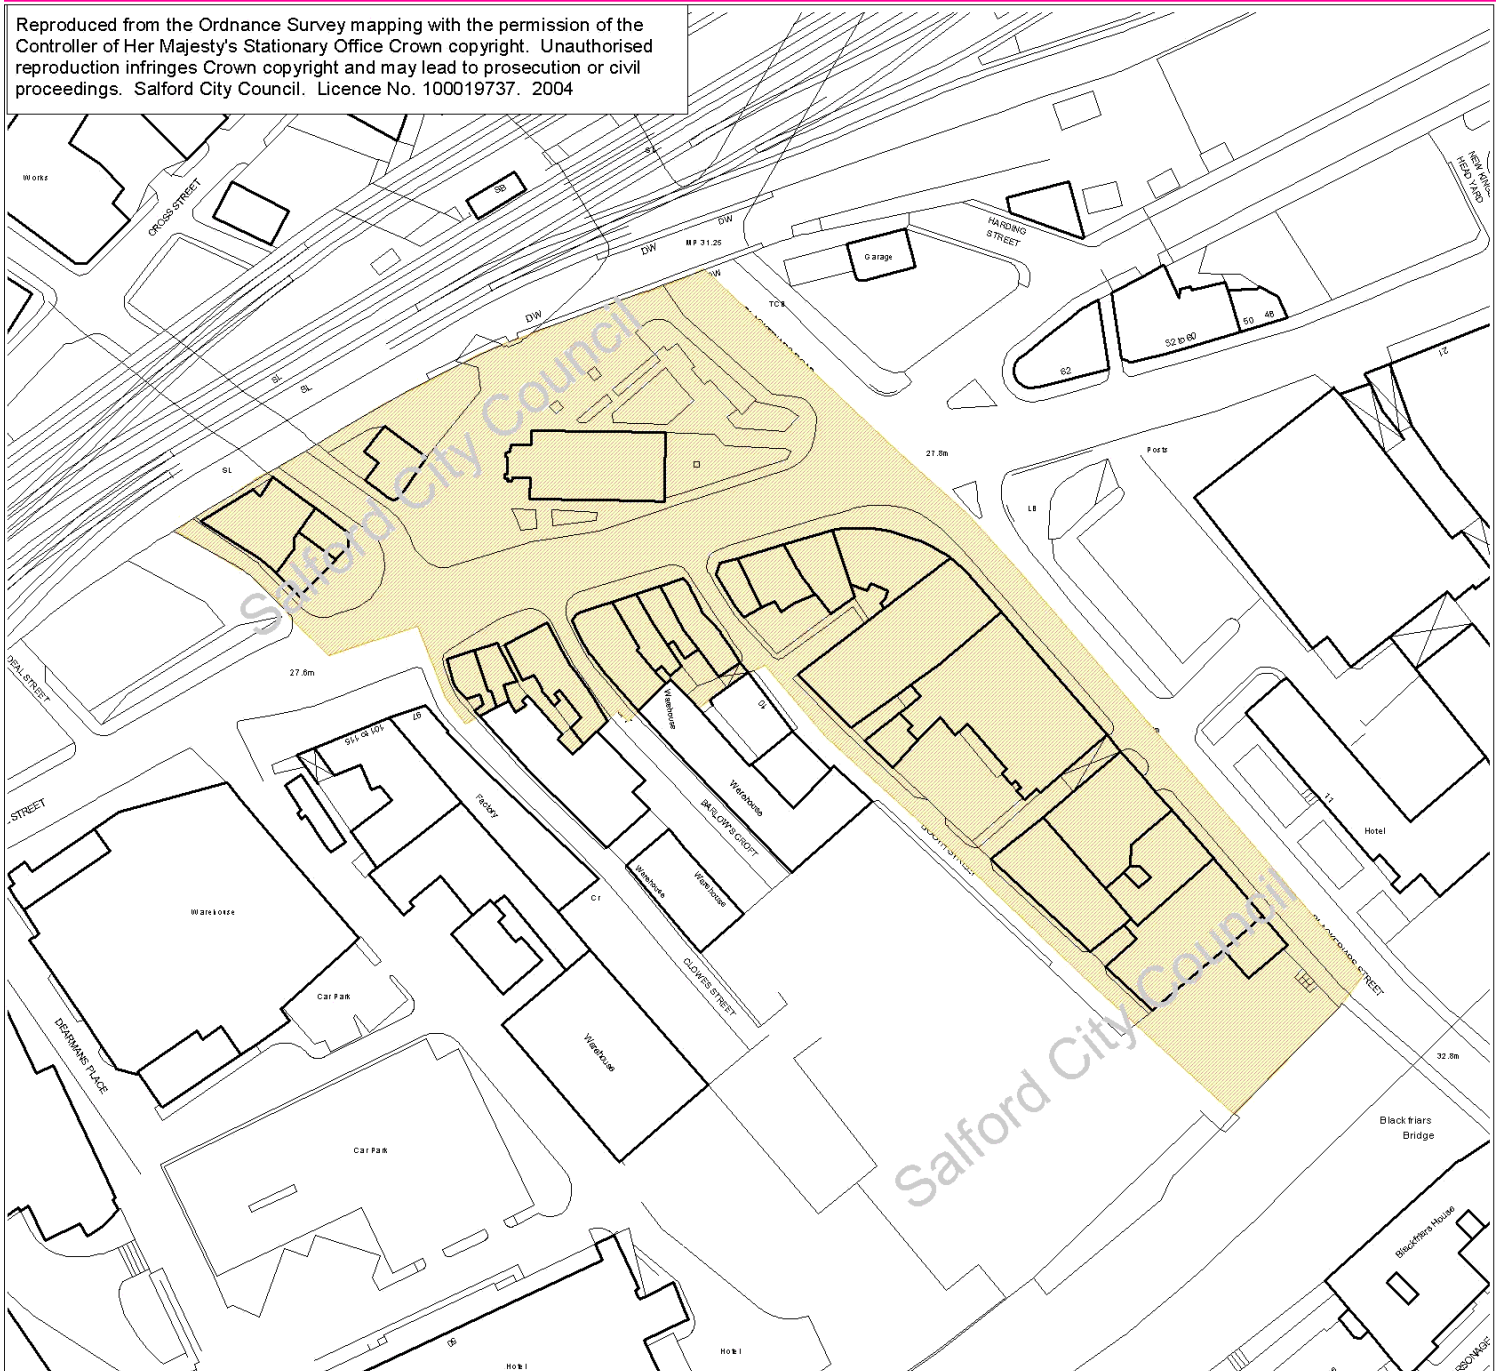 Reproduced from the Ordnance Survey mapping with the permission of the
Controller of Her Majesty's Stationary Office Crown copyright.  Unauthorised
reproduction infringes Crown copyright and may lead to prosecution or civil
proceedings.  Salford City Council.  Licence No. 100019737.  2004
Works
CROSS STREET
SB
SL
DW
DW
MP 31.25
Garage
HARDING
STREET
NEW KINGS
HEAD YARD
TCB
DW
SL
SL
SL
62
52 to 60
50
48
21
27.8m
Posts
LB
Salford City Council
DEAL STREET
27.6m
97
101 to 115
Factory
Warehouse
10
Warehouse
BARLOW'S CROFT
Warehouse
Warehouse
BOOTH STREET
11
Hotel
STREET
Warehouse
Cr
Car Park
CLOWES STREET
BLACKFRIARS STREET
DEARMANS PLACE
Warehouse
32.8m
Salford City Council
Car Park
Blackfriars
Bridge
Blackfriars House
50
Hotel
Hotel